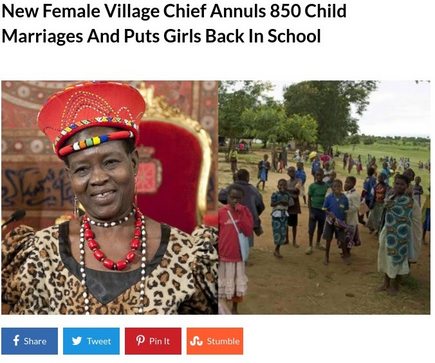 New Female Village Chief Annuls 850 Child
Marriages And Puts Girls Back In School
Share
Tweet
Pin It
Stumble